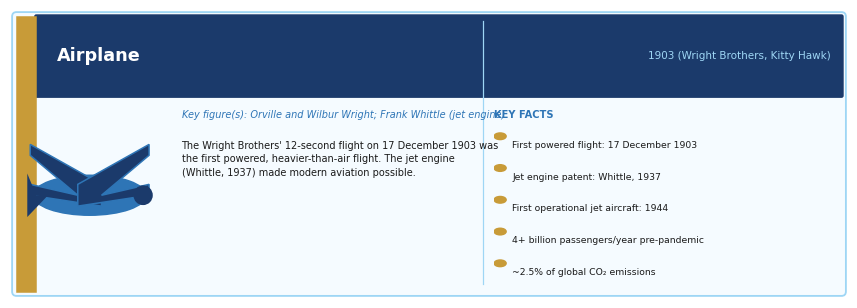 Airplane
1903 (Wright Brothers, Kitty Hawk)
Key figure(s): Orville and Wilbur Wright; Frank Whittle (jet engine)
The Wright Brothers' 12-second flight on 17 December 1903 was
the first powered, heavier-than-air flight. The jet engine
(Whittle, 1937) made modern aviation possible.
KEY FACTS
First powered flight: 17 December 1903
Jet engine patent: Whittle, 1937
First operational jet aircraft: 1944
4+ billion passengers/year pre-pandemic
~2.5% of global CO₂ emissions